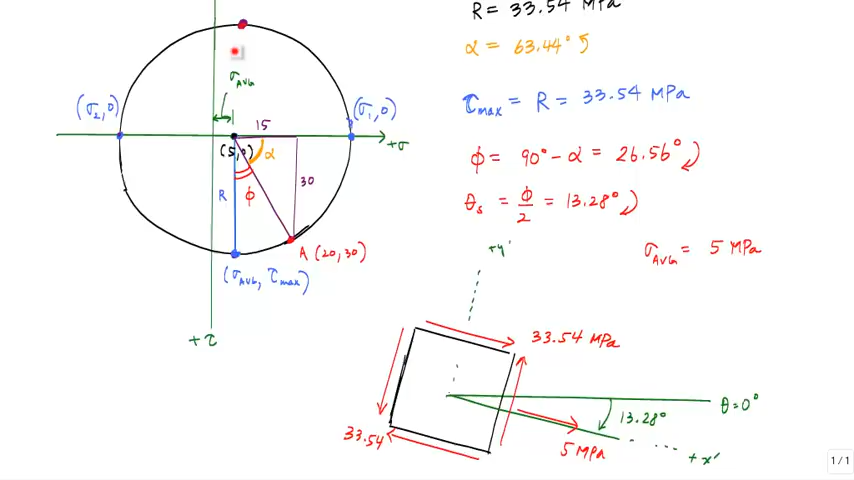 R = 33.54 MPa
α = 63.44°
σAVG
(σ2, 0)
(σ1, 0)
τmax = R = 33.54 MPa
15
+σ
(5, 0)
α
φ = 90° - α = 26.56°
30
R
φ
θs = φ/2 = 13.28°
A (20, 30)
+y'
σAVG = 5 MPa
(σAVG, τmax)
+τ
33.54 MPa
θ=0°
13.28°
33.54
5 MPa
+x'
1/1